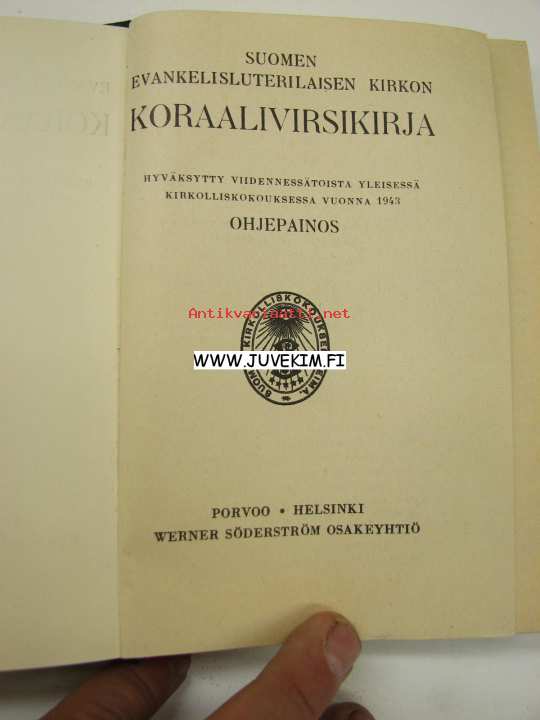 SUOMEN
EVANKELISLUTERILAISEN KIRKON
KORAALIVIRSIKIRJA
HYVÄKSYTTY VIIDENNESSÄTOISTA YLEISESSÄ
KIRKOLLISKOKOUKSESSA VUONNA 1943
OHJEPAINOS
Antikvariaatti.net
WWW.JUVEKIM.FI
PORVOO • HELSINKI
WERNER SÖDERSTRÖM OSAKEYHTIÖ